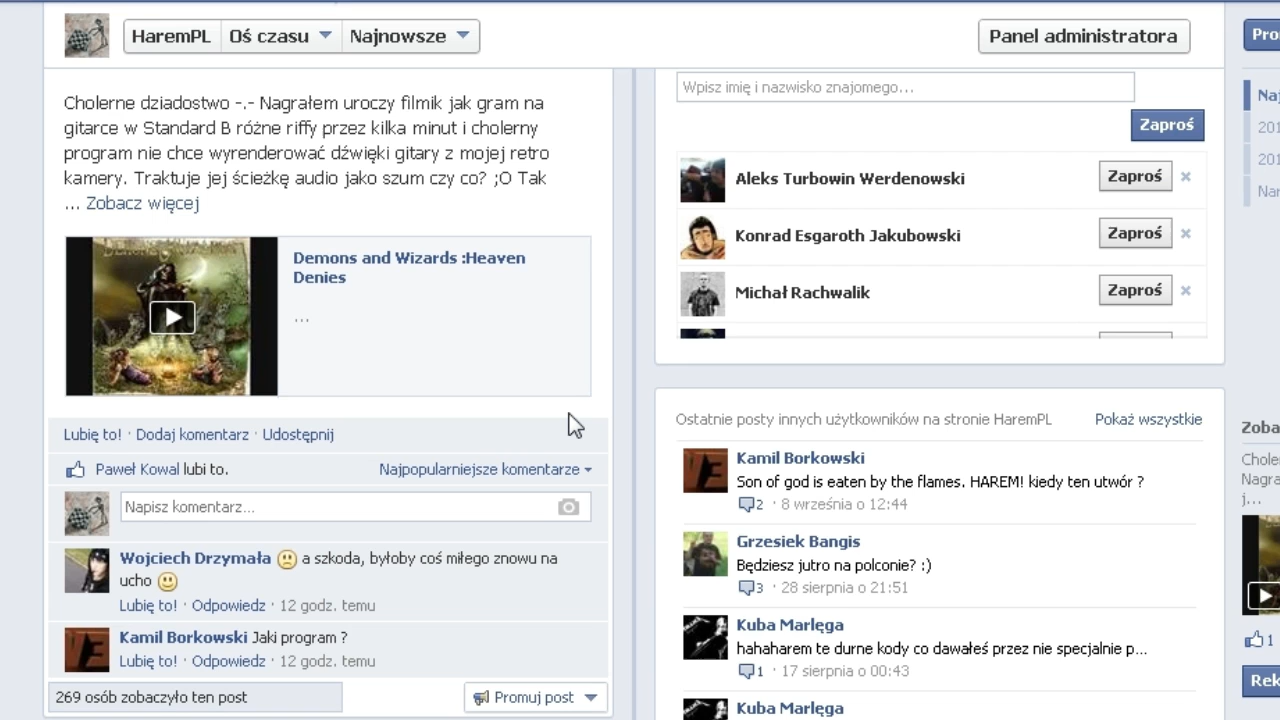 HaremPL Oś czasu Najnowsze Panel administratora
Cholerne dziadostwo -.- Nagrałem uroczy filmik jak gram na
gitarce w Standard B różne riffy przez kilka minut i cholerny
program nie chce wyrenderować dźwięki gitary z mojej retro
kamery. Traktuje jej ścieżkę audio jako szum czy co? ;O Tak
... Zobacz więcej
Demons and Wizards :Heaven
Denies
...
Lubię to! · Dodaj komentarz · Udostępnij
Paweł Kowal lubi to. Najpopularniejsze komentarze
Napisz komentarz...
Wojciech Drzymała a szkoda, byłoby coś miłego znowu na
ucho
Lubię to! · Odpowiedz · 12 godz. temu
Kamil Borkowski Jaki program ?
Lubię to! · Odpowiedz · 12 godz. temu
269 osób zobaczyło ten post Promuj post
Wpisz imię i nazwisko znajomego...
Zaproś
Aleks Turbowin Werdenowski Zaproś
Konrad Esgaroth Jakubowski Zaproś
Michał Rachwalik Zaproś
Ostatnie posty innych użytkowników na stronie HaremPL Pokaż wszystkie
Kamil Borkowski
Son of god is eaten by the flames. HAREM! kiedy ten utwór ?
2 · 8 września o 12:44
Grzesiek Bangis
Będziesz jutro na polconie? :)
3 · 28 sierpnia o 21:51
Kuba Marlęga
hahaharem te durne kody co dawałeś przez nie specjalnie p...
1 · 17 sierpnia o 00:43
Kuba Marlęga
Pro
Naj
201
201
Nar
Zoba
Chole
Nagra
j...
1
Rek